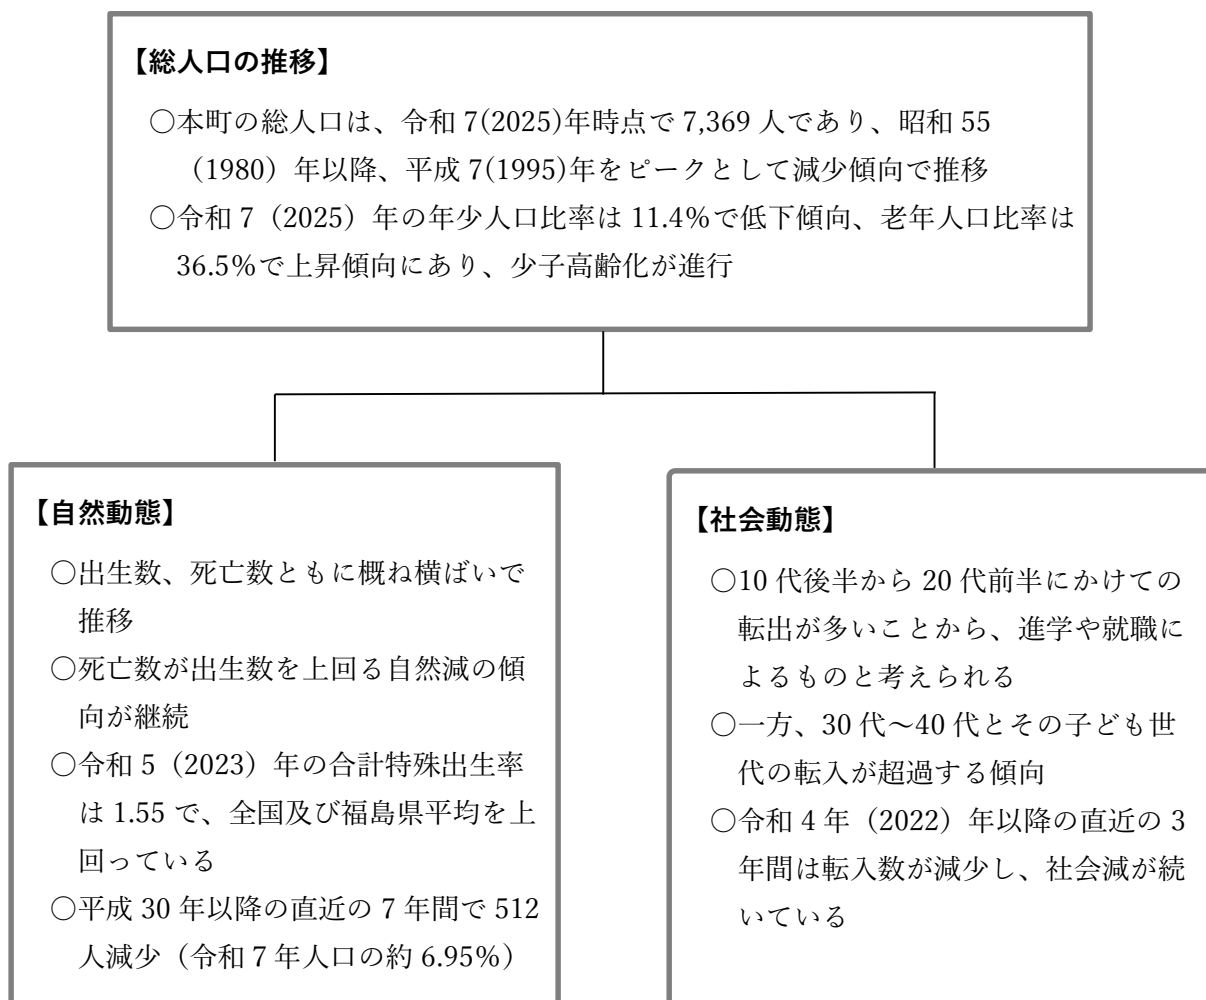 【総人口の推移】
○本町の総人口は、令和 7(2025)年時点で 7,369 人であり、昭和 55
（1980）年以降、平成 7(1995)年をピークとして減少傾向で推移
○令和 7（2025）年の年少人口比率は 11.4％で低下傾向、老年人口比率は
36.5％で上昇傾向にあり、少子高齢化が進行
【自然動態】
○出生数、死亡数ともに概ね横ばいで
推移
○死亡数が出生数を上回る自然減の傾
向が継続
○令和 5（2023）年の合計特殊出生率
は 1.55 で、全国及び福島県平均を上
回っている
○平成 30 年以降の直近の 7 年間で 512
人減少（令和 7 年人口の約 6.95％）
【社会動態】
○10 代後半から 20 代前半にかけての
転出が多いことから、進学や就職に
よるものと考えられる
○一方、30 代～40 代とその子ども世
代の転入が超過する傾向
○令和 4 年（2022）年以降の直近の 3
年間は転入数が減少し、社会減が続
いている